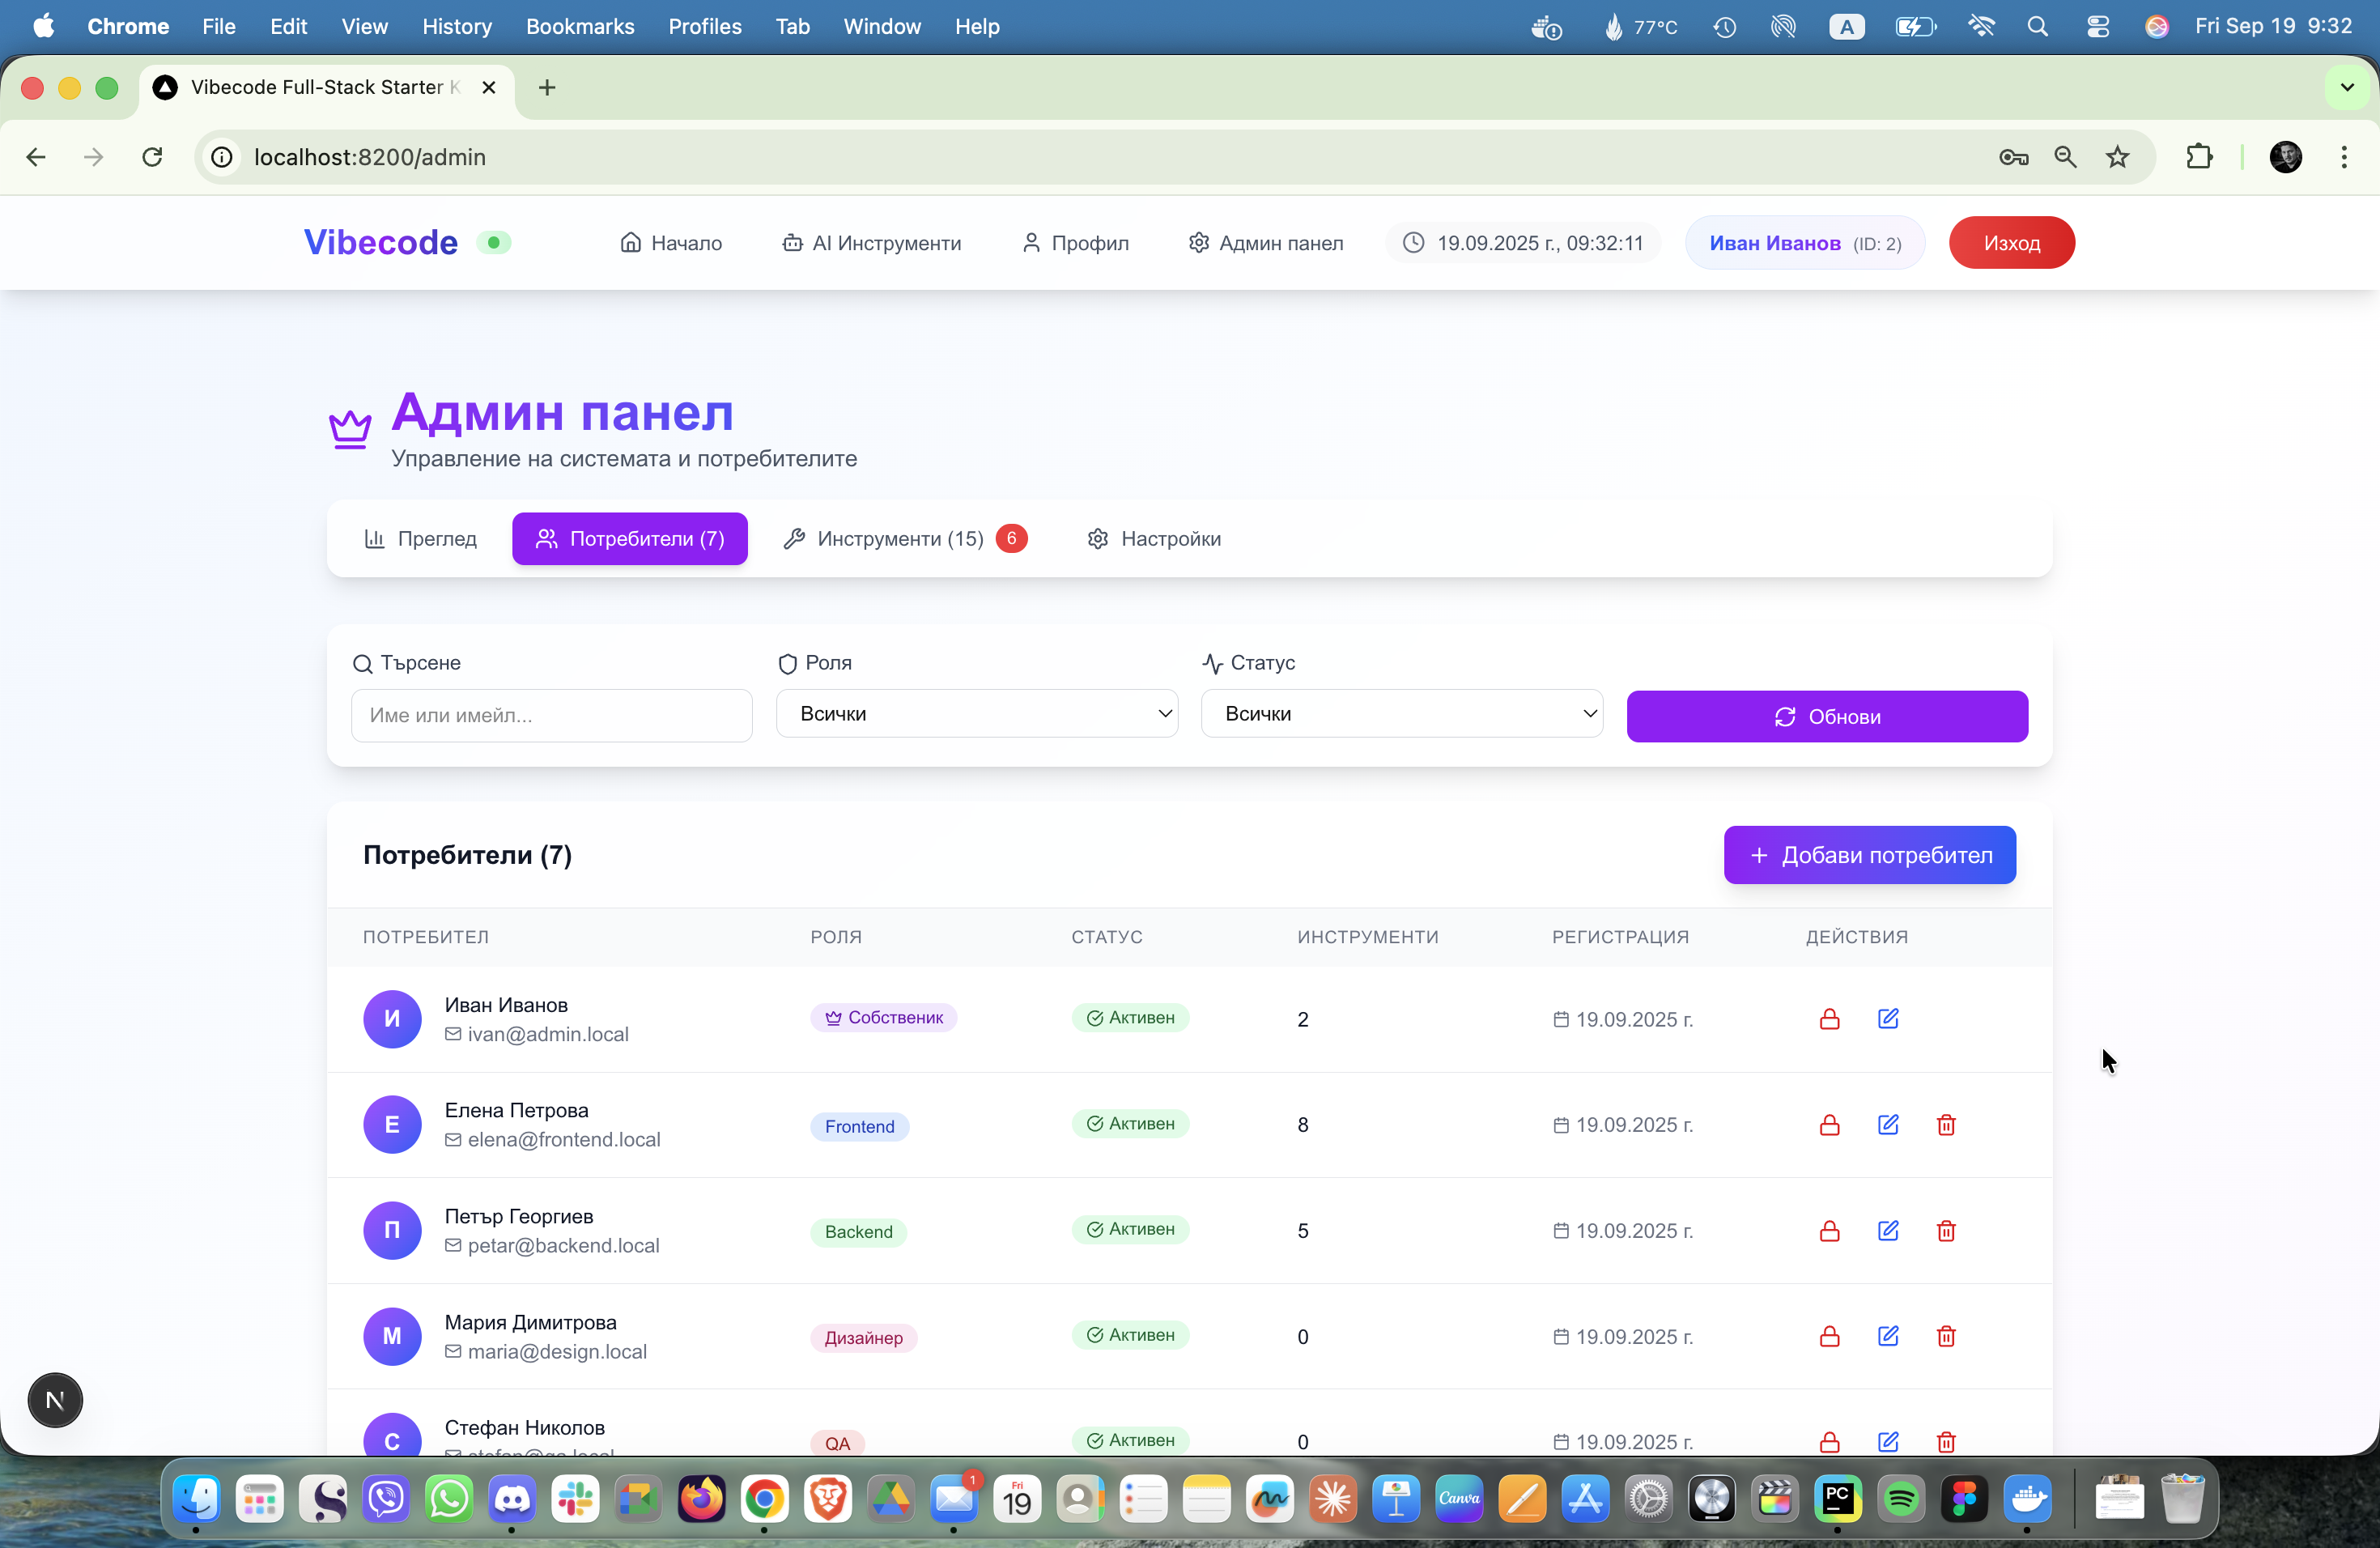 Chrome File Edit View History Bookmarks Profiles Tab Window Help 77°C A Fri Sep 19 9:32
Vibecode Full-Stack Starter K
localhost:8200/admin
Vibecode Начало AI Инструменти Профил Админ панел 19.09.2025 г., 09:32:11 Иван Иванов (ID: 2) Изход
Админ панел
Управление на системата и потребителите
Преглед Потребители (7) Инструменти (15) 6 Настройки
Търсене Роля Статус
Име или имейл... Всички Всички Обнови
Потребители (7) + Добави потребител
ПОТРЕБИТЕЛ РОЛЯ СТАТУС ИНСТРУМЕНТИ РЕГИСТРАЦИЯ ДЕЙСТВИЯ
И Иван Иванов Собственик Активен 2 19.09.2025 г.
ivan@admin.local
Е Елена Петрова Frontend Активен 8 19.09.2025 г.
elena@frontend.local
П Петър Георгиев Backend Активен 5 19.09.2025 г.
petar@backend.local
М Мария Димитрова Дизайнер Активен 0 19.09.2025 г.
maria@design.local
С Стефан Николов QA Активен 0 19.09.2025 г.
N
1 Fri 19 Canva PC